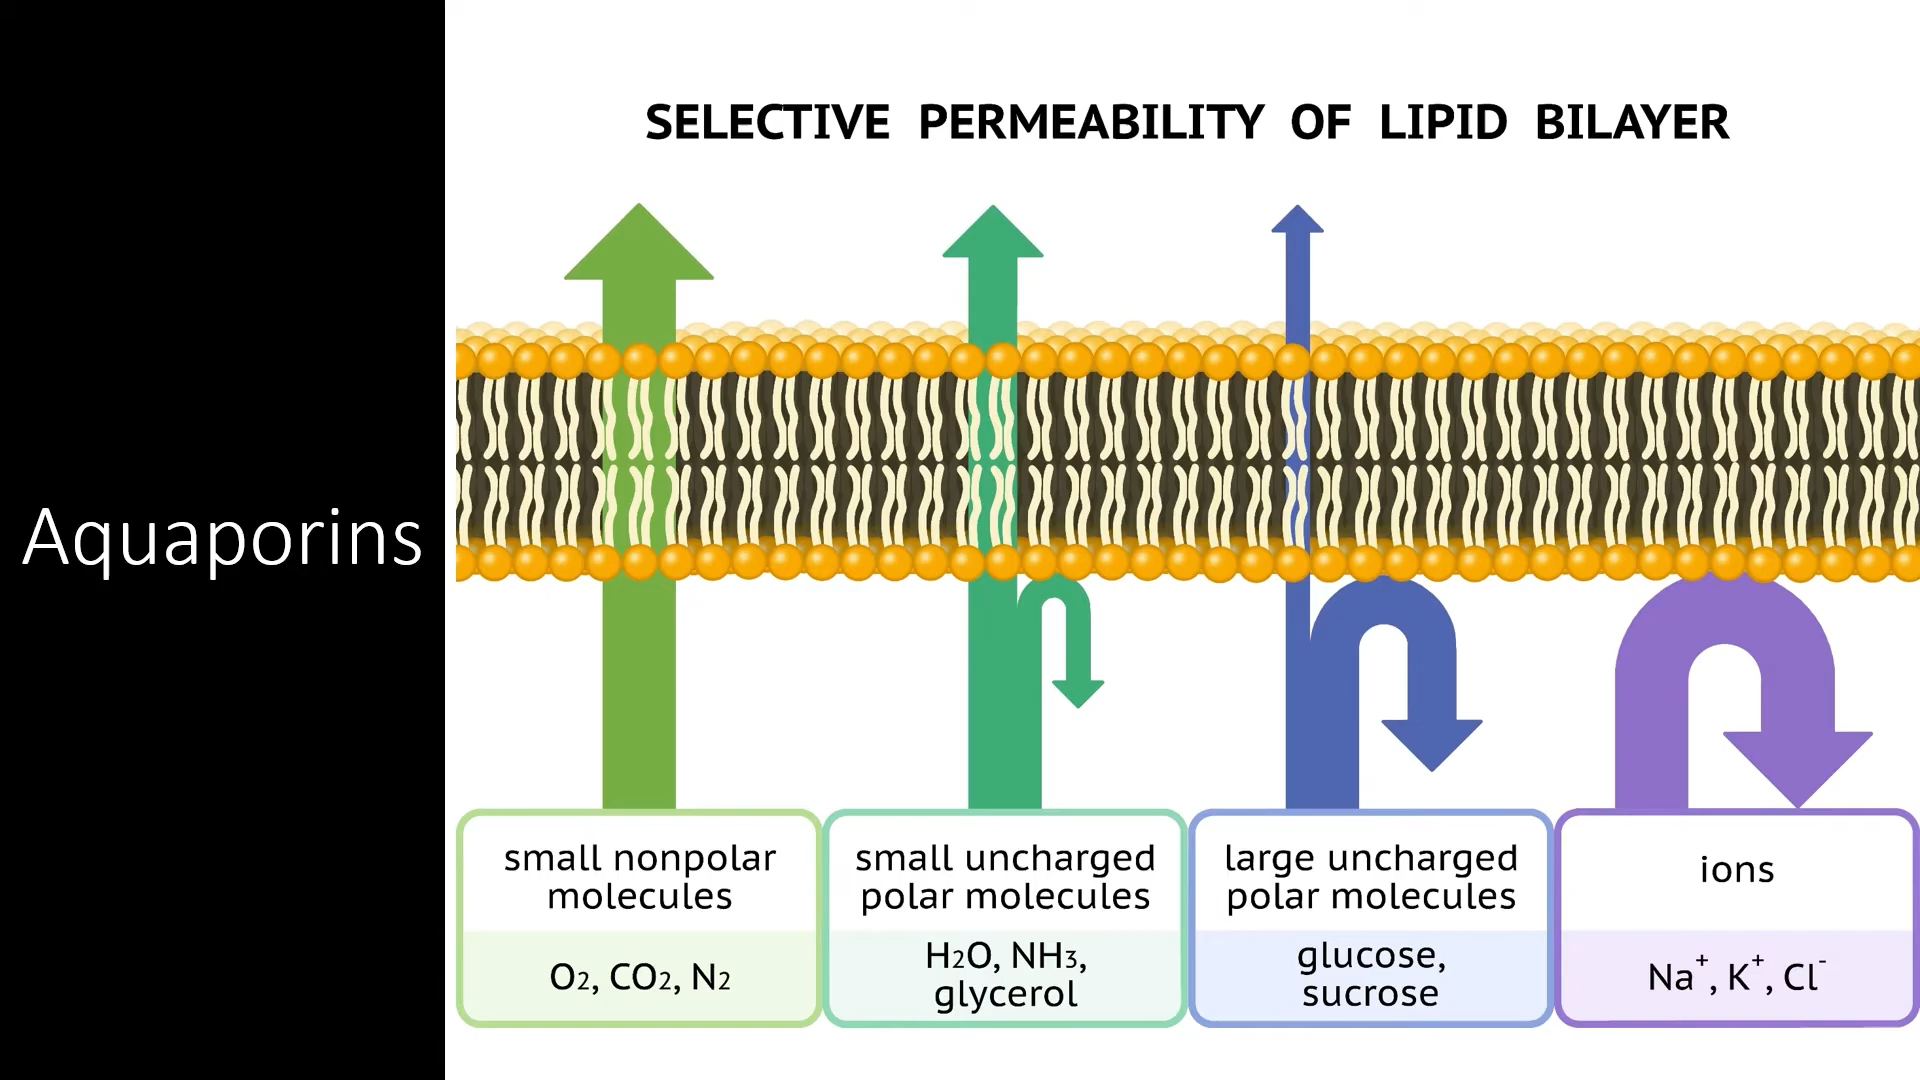 Aquaporins
SELECTIVE PERMEABILITY OF LIPID BILAYER
small nonpolar
molecules
O2, CO2, N2
small uncharged
polar molecules
H2O, NH3,
glycerol
large uncharged
polar molecules
glucose,
sucrose
ions
Na⁺, K⁺, Cl⁻